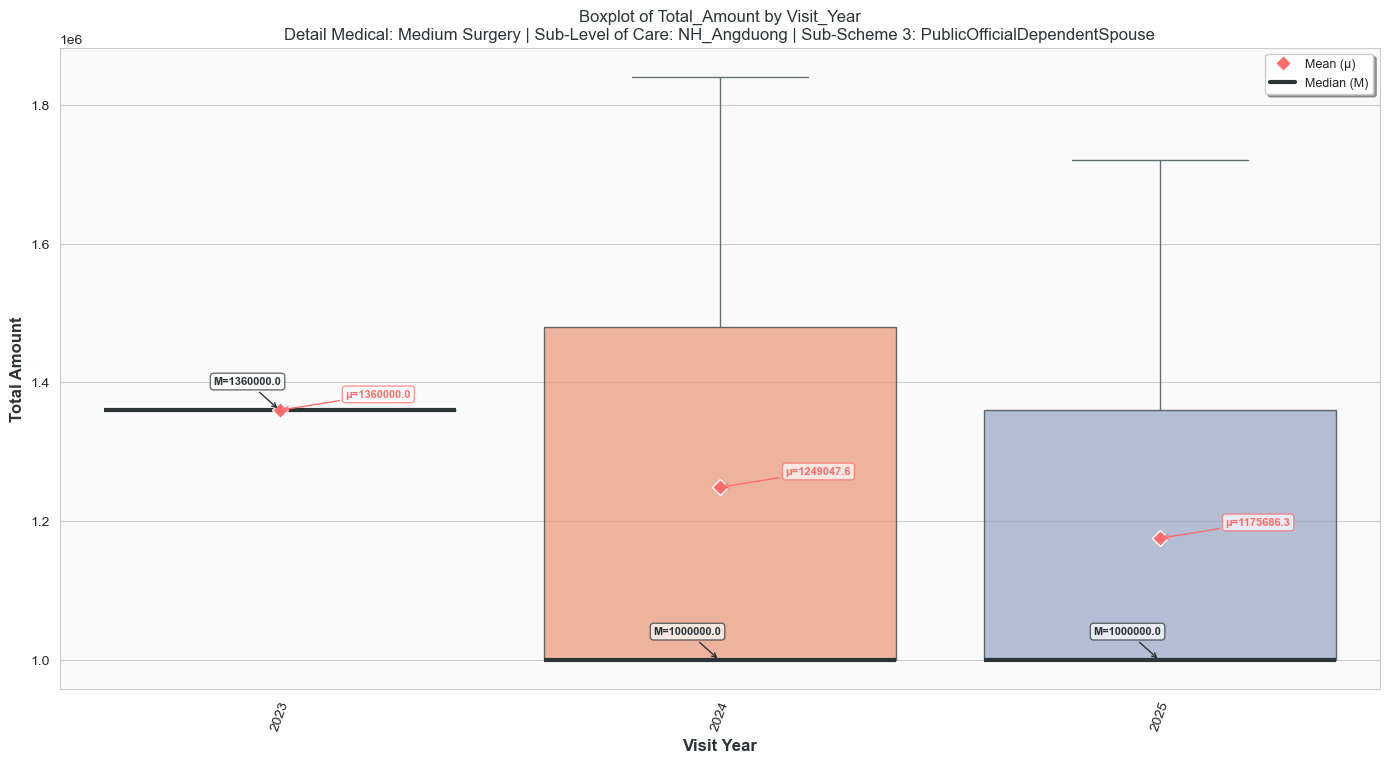 Boxplot of Total_Amount by Visit_Year
Detail Medical: Medium Surgery | Sub-Level of Care: NH_Angduong | Sub-Scheme 3: PublicOfficialDependentSpouse
1e6
Mean (μ)
Median (M)
1.8
1.6
1.4
1.2
1.0
Total Amount
M=1360000.0
μ=1360000.0
μ=1249047.6
M=1000000.0
μ=1175686.3
M=1000000.0
2023
2024
2025
Visit Year